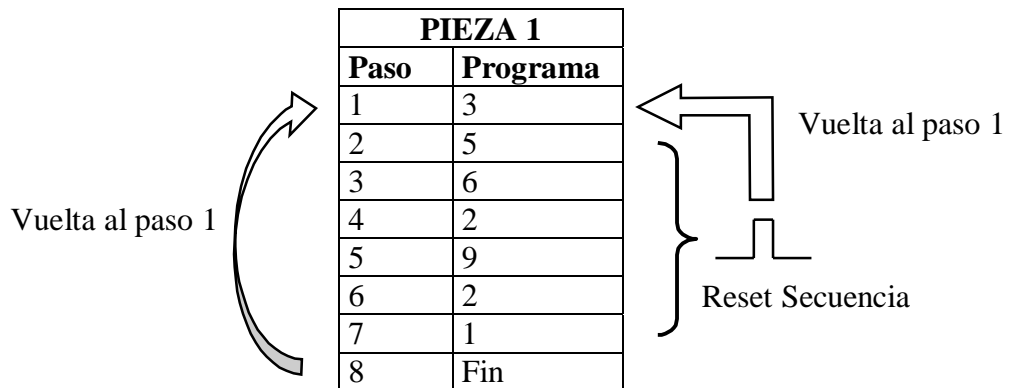 PIEZA 1
Paso Programa
1 3
2 5
3 6
4 2
5 9
6 2
7 1
8 Fin
Vuelta al paso 1
Vuelta al paso 1
Reset Secuencia